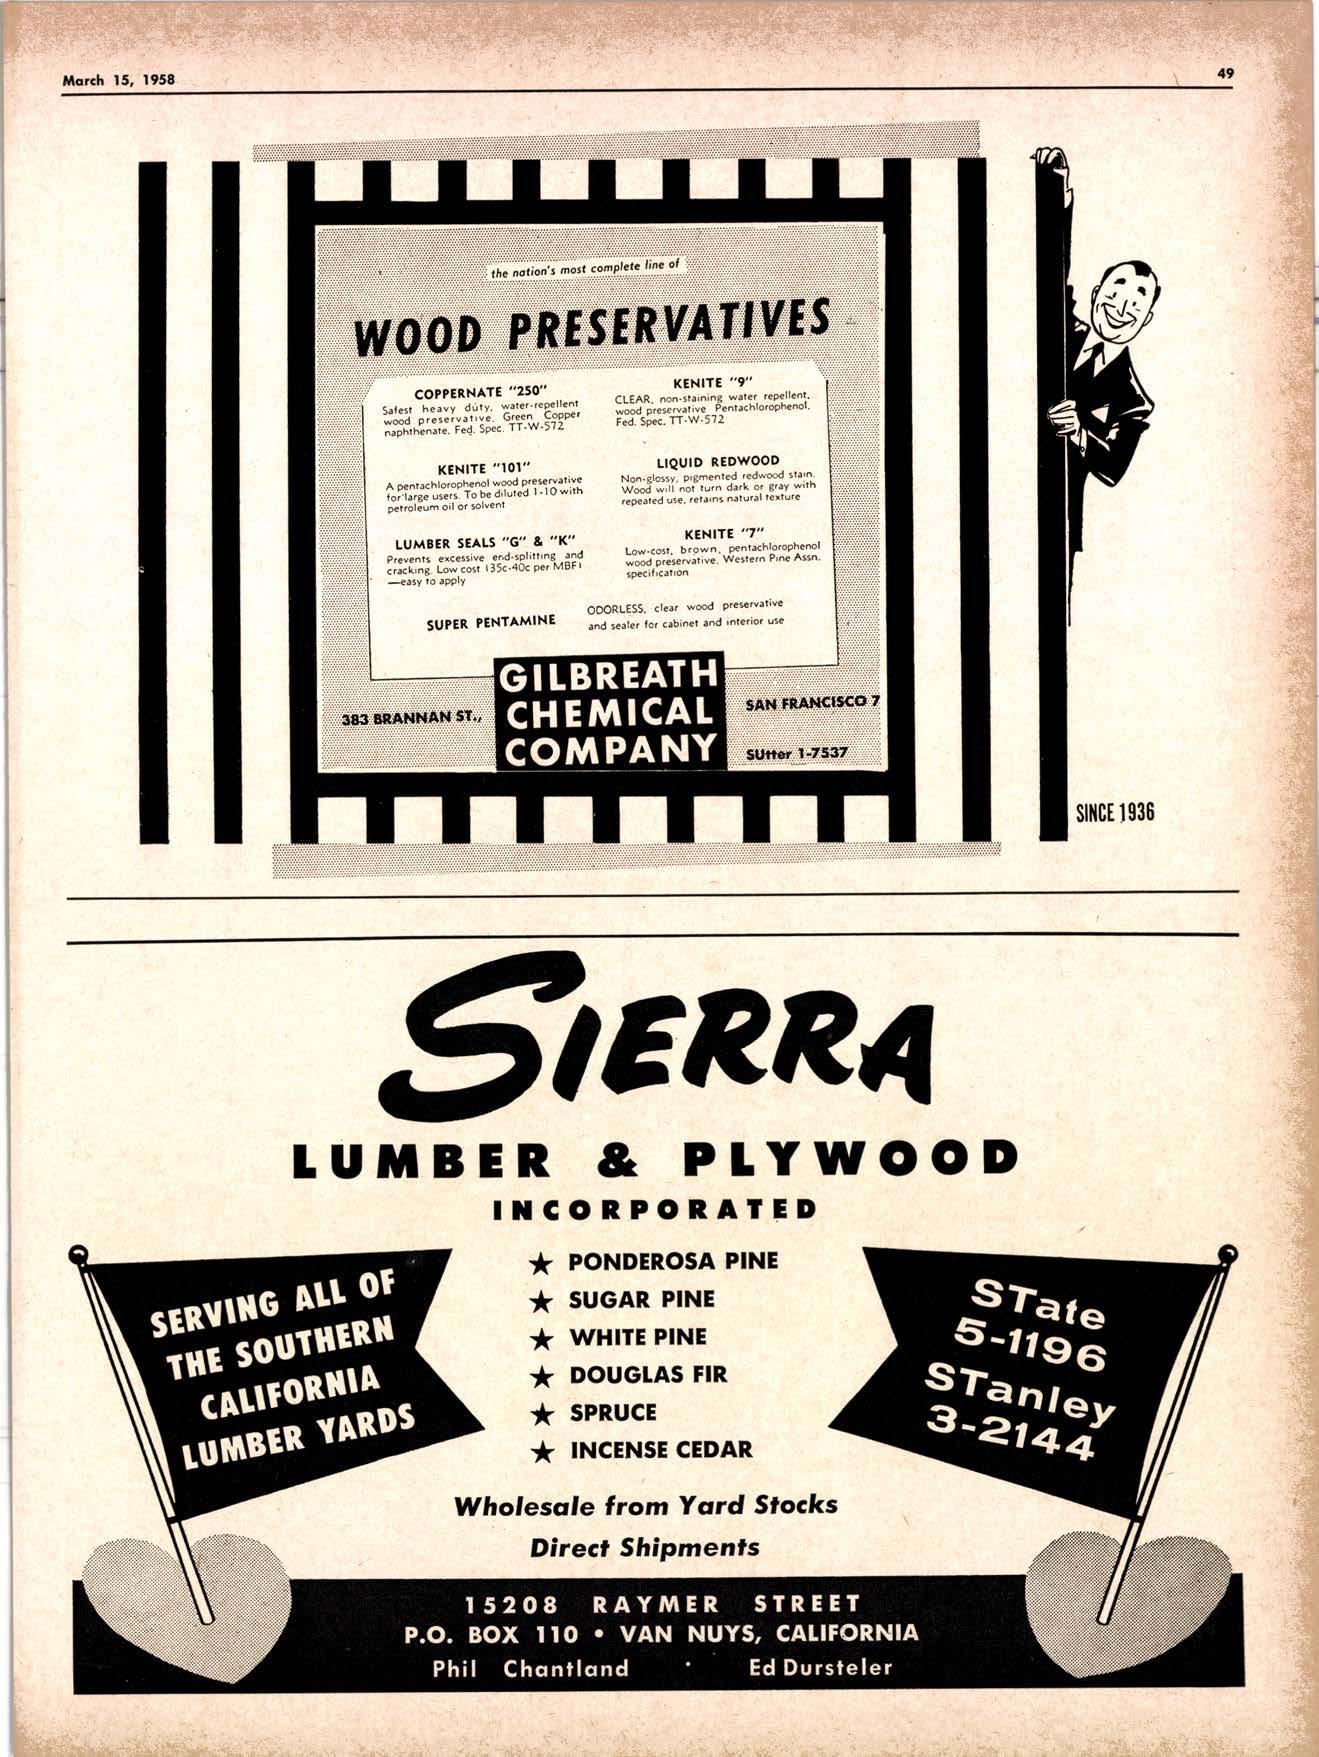 March 15, 1958
49
the nation's most complete line of
WOOD PRESERVATIVES
COPPERNATE "250"
Safest heavy duty, water-repellent
wood preservative. Green Copper
naphthenate. Fed. Spec. TT-W-572
KENITE "9"
CLEAR, non-staining water repellent,
wood preservative Pentachlorophenol,
Fed. Spec. TT-W-572
KENITE "101"
A pentachlorophenol wood preservative
for large users. To be diluted 1-10 with
petroleum oil or solvent
LIQUID REDWOOD
Non-glossy, pigmented redwood stain.
Wood will not turn dark or gray with
repeated use, retains natural texture
LUMBER SEALS "G" & "K"
Prevents excessive end-splitting and
cracking. Low cost (35c-40c per MBF)
—easy to apply
KENITE "7"
Low-cost, brown, pentachlorophenol
wood preservative. Western Pine Assn.
specification
SUPER PENTAMINE
ODORLESS, clear wood preservative
and sealer for cabinet and interior use
383 BRANNAN ST.,
GILBREATH
CHEMICAL
COMPANY
SAN FRANCISCO 7
SUtter 1-7537
SINCE 1936
SIERRA
LUMBER & PLYWOOD
INCORPORATED
SERVING ALL OF
THE SOUTHERN
CALIFORNIA
LUMBER YARDS
★ PONDEROSA PINE
★ SUGAR PINE
★ WHITE PINE
★ DOUGLAS FIR
★ SPRUCE
★ INCENSE CEDAR
STate
5-1196
STanley
3-2144
Wholesale from Yard Stocks
Direct Shipments
15208 RAYMER STREET
P.O. BOX 110 • VAN NUYS, CALIFORNIA
Phil Chantland · Ed Dursteler